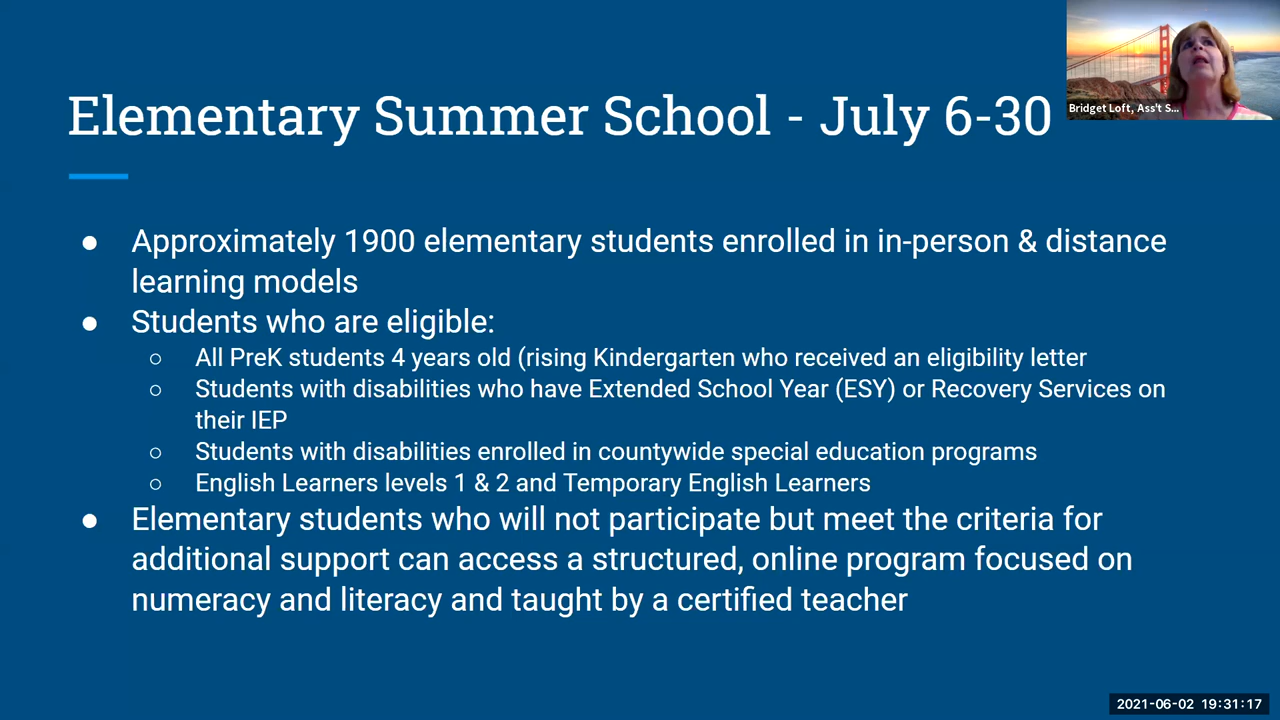 Elementary Summer School - July 6-30
Bridget Loft, Ass't S...
● Approximately 1900 elementary students enrolled in in-person & distance
learning models
● Students who are eligible:
○ All PreK students 4 years old (rising Kindergarten who received an eligibility letter
○ Students with disabilities who have Extended School Year (ESY) or Recovery Services on
their IEP
○ Students with disabilities enrolled in countywide special education programs
○ English Learners levels 1 & 2 and Temporary English Learners
● Elementary students who will not participate but meet the criteria for
additional support can access a structured, online program focused on
numeracy and literacy and taught by a certified teacher
2021-06-02 19:31:17